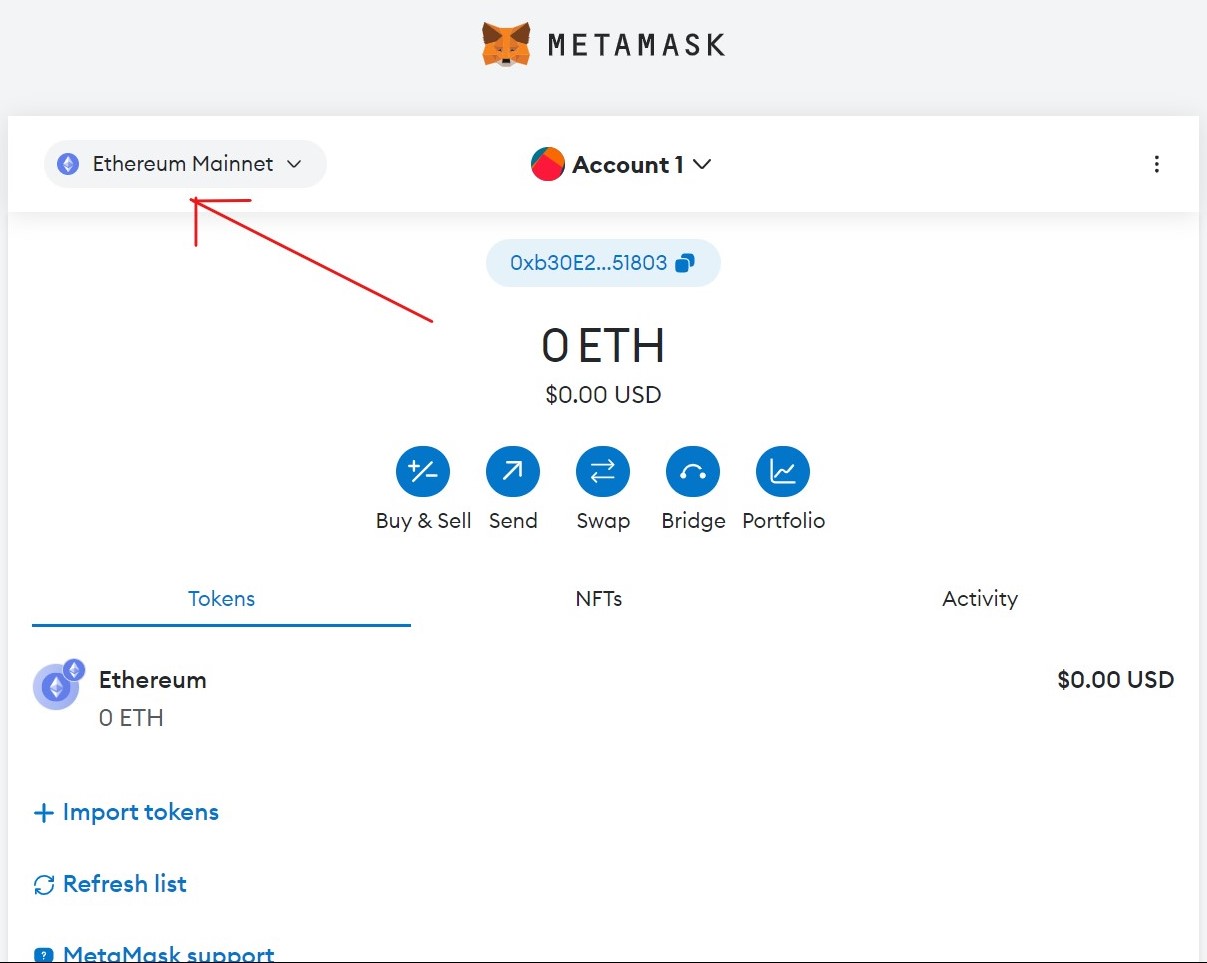 METAMASK
Ethereum Mainnet
Account 1
0xb30E2...51803
0 ETH
$0.00 USD
Buy & Sell Send Swap Bridge Portfolio
Tokens NFTs Activity
Ethereum $0.00 USD
0 ETH
+ Import tokens
Refresh list
MetaMask support